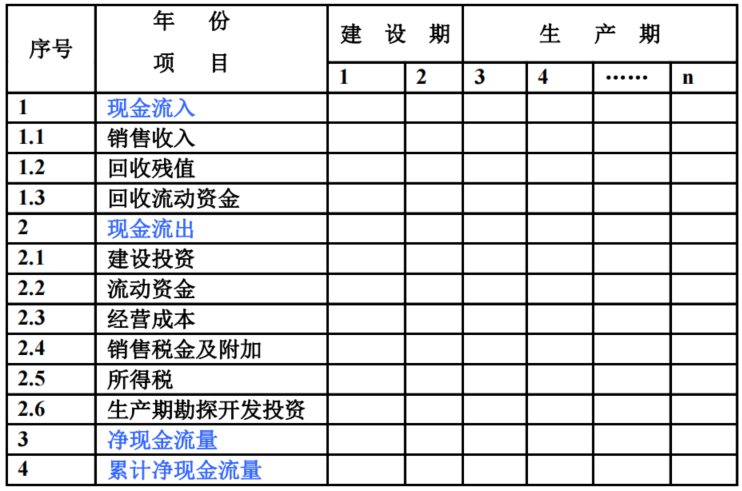 序号 年 份 建 设 期 生 产 期
项 目 1 2 3 4 …… n
1 现金流入
1.1 销售收入
1.2 回收残值
1.3 回收流动资金
2 现金流出
2.1 建设投资
2.2 流动资金
2.3 经营成本
2.4 销售税金及附加
2.5 所得税
2.6 生产期勘探开发投资
3 净现金流量
4 累计净现金流量